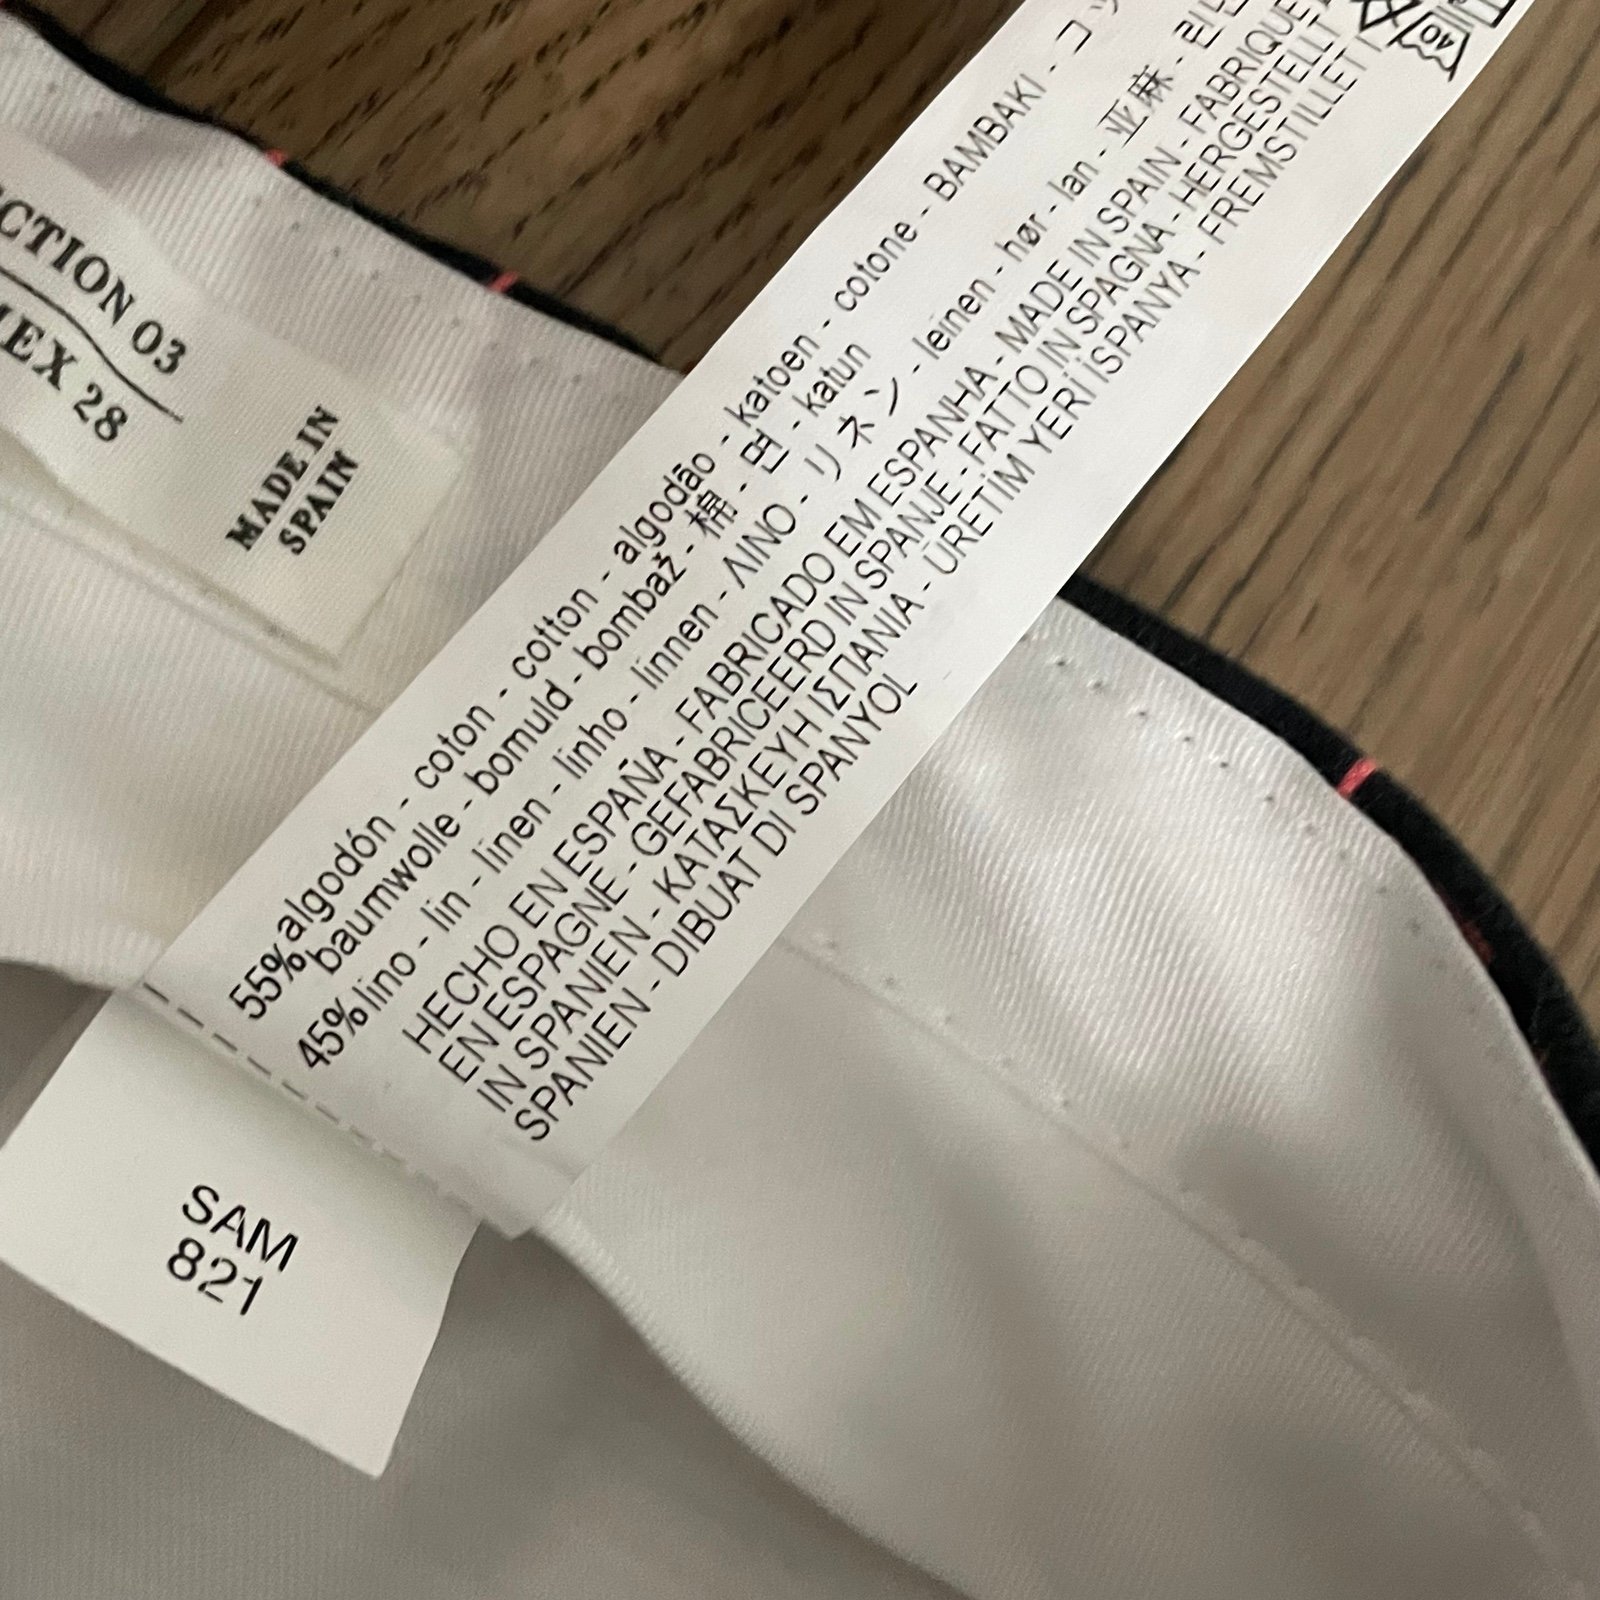 CTION 03
EX 28
MADE IN
SPAIN
55% algodón - coton - cotton - algodão - katoen - cotone - BAMBAKI -
baumwolle - bomuld - bombaž - 棉 - 면 - katun
45% lino - lin - linen - linho - linnen - ΛΙΝΟ - リネン - leinen - hør - lan - 亚麻 -
HECHO EN ESPAÑA - FABRICADO EM ESPANHA - MADE IN SPAIN - FABRIQUE
EN ESPAGNE - GEFABRICEERD IN SPANJE - FATTO IN SPAGNA - HERGESTELLT
IN SPANIEN - ΚΑΤΑΣΚΕΥΗ ΙΣΠΑΝΙΑ - ÜRETİM YERİ İSPANYA - FREMSTILLET I
SPANIEN - DIBUAT DI SPANYOL
40
SAM
821